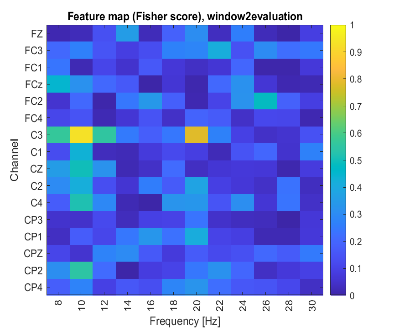 Feature map (Fisher score), window2evaluation
FZ
FC3
FC1
FCz
FC2
FC4
C3
C1
CZ
C2
C4
CP3
CP1
CPZ
CP2
CP4
Channel
8 10 12 14 16 18 20 22 24 26 28 30
Frequency [Hz]
1
0.9
0.8
0.7
0.6
0.5
0.4
0.3
0.2
0.1
0